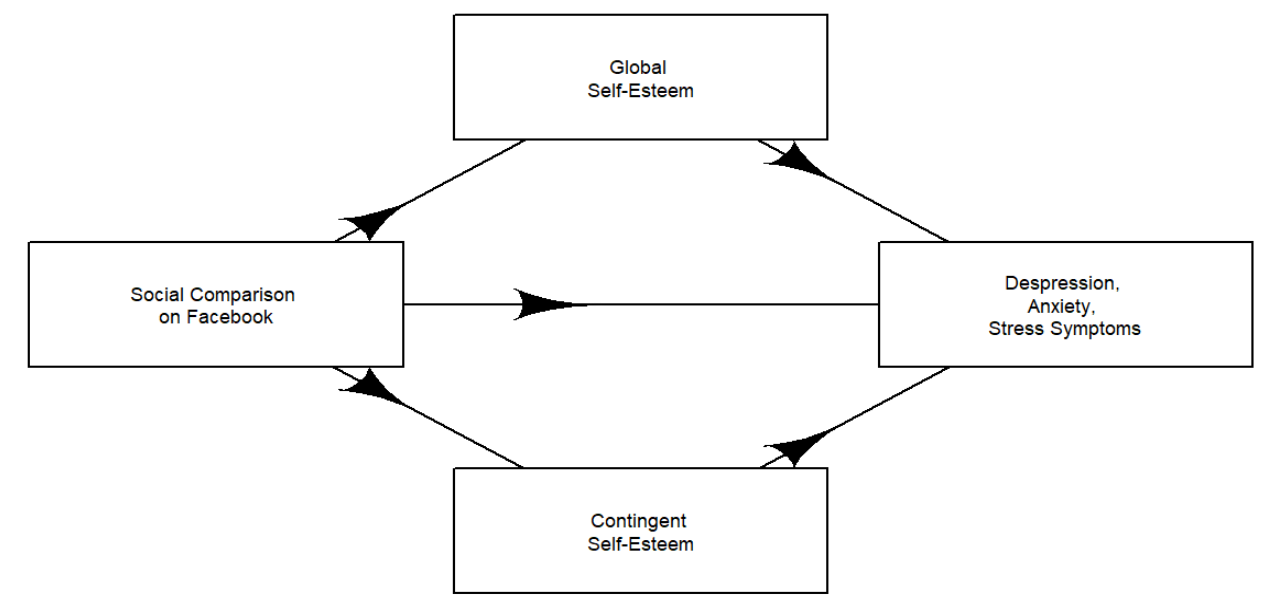 Global
Self-Esteem
Social Comparison
on Facebook
Despression,
Anxiety,
Stress Symptoms
Contingent
Self-Esteem